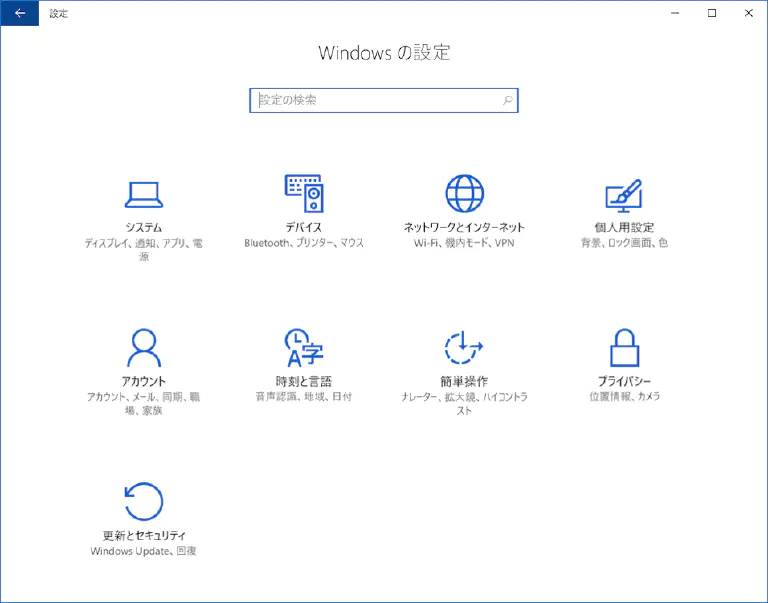 設定
Windows の設定
設定の検索
システム
ディスプレイ、通知、アプリ、電
源
デバイス
Bluetooth、プリンター、マウス
ネットワークとインターネット
Wi-Fi、機内モード、VPN
個人用設定
背景、ロック画面、色
アカウント
アカウント、メール、同期、職
場、家族
時刻と言語
音声認識、地域、日付
簡単操作
ナレーター、拡大鏡、ハイコントラ
スト
プライバシー
位置情報、カメラ
更新とセキュリティ
Windows Update、回復